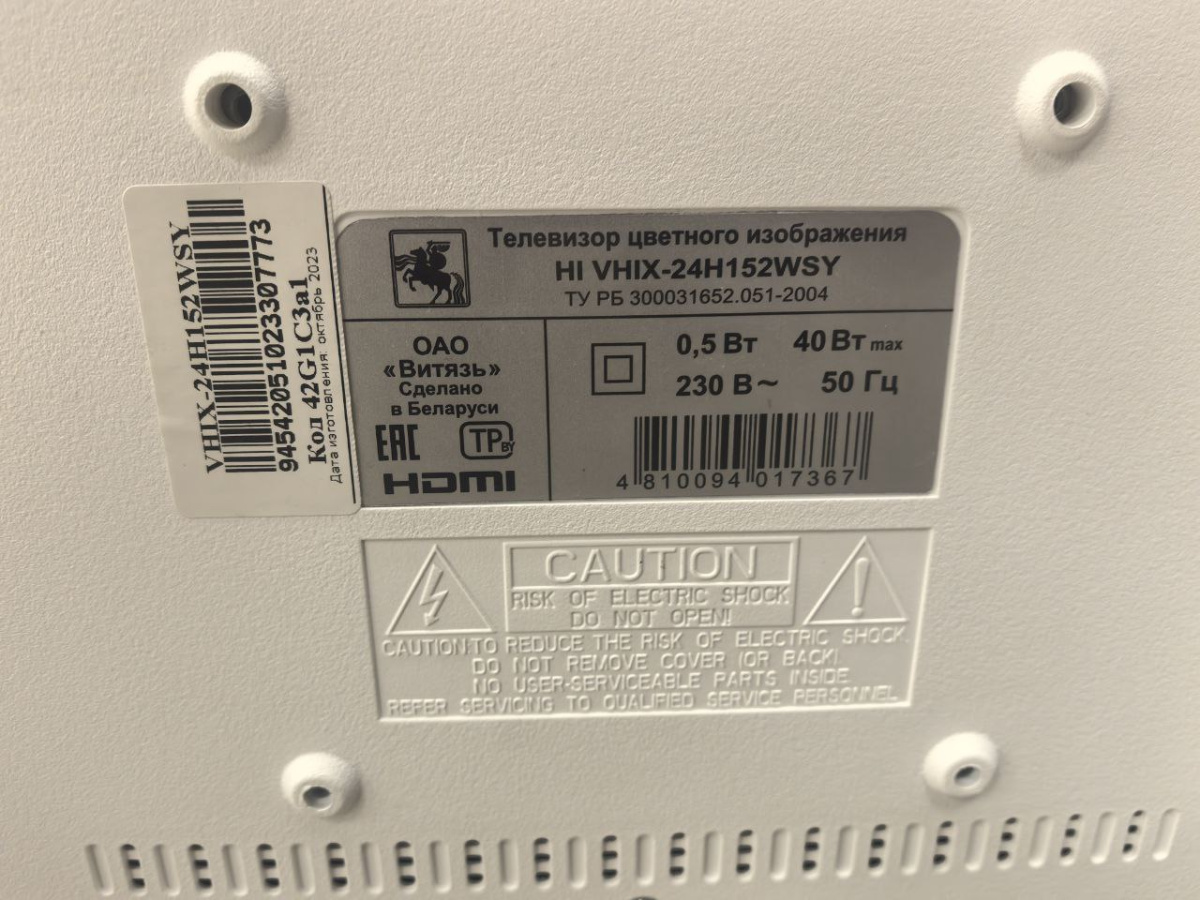 VHIX-24H152WSY
94542051023307773
Код 42G1C3a1
Дата изготовления: октябрь 2023
Телевизор цветного изображения
HI VHIX-24H152WSY
ТУ РБ 300031652.051-2004
ОАО
«Витязь»
Сделано
в Беларуси
EAC TP BY
HDMI
0,5 Вт 40 Вт max
230 В ~ 50 Гц
4 810094 017367
CAUTION
RISK OF ELECTRIC SHOCK
DO NOT OPEN!
CAUTION:TO REDUCE THE RISK OF ELECTRIC SHOCK,
DO NOT REMOVE COVER (OR BACK).
NO USER-SERVICEABLE PARTS INSIDE.
REFER SERVICING TO QUALIFIED SERVICE PERSONNEL.